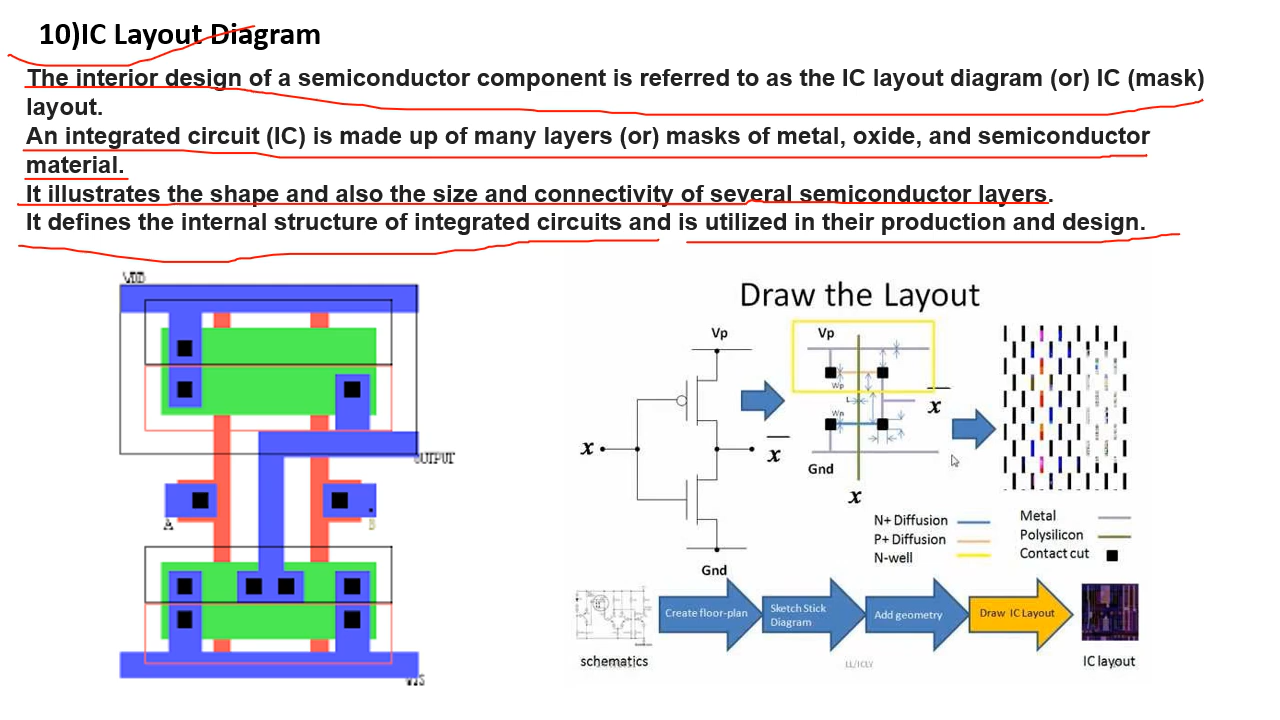 10)IC Layout Diagram
The interior design of a semiconductor component is referred to as the IC layout diagram (or) IC (mask)
layout.
An integrated circuit (IC) is made up of many layers (or) masks of metal, oxide, and semiconductor
material.
It illustrates the shape and also the size and connectivity of several semiconductor layers.
It defines the internal structure of integrated circuits and is utilized in their production and design.
VDD
OUTPUT
A
B
Draw the Layout
Vp
x
x
Gnd
Vp
Wp
L
Wn
x
Gnd
x
N+ Diffusion
P+ Diffusion
N-well
Metal
Polysilicon
Contact cut
schematics
Create floor-plan
Sketch Stick
Diagram
Add geometry
Draw IC Layout
IC layout